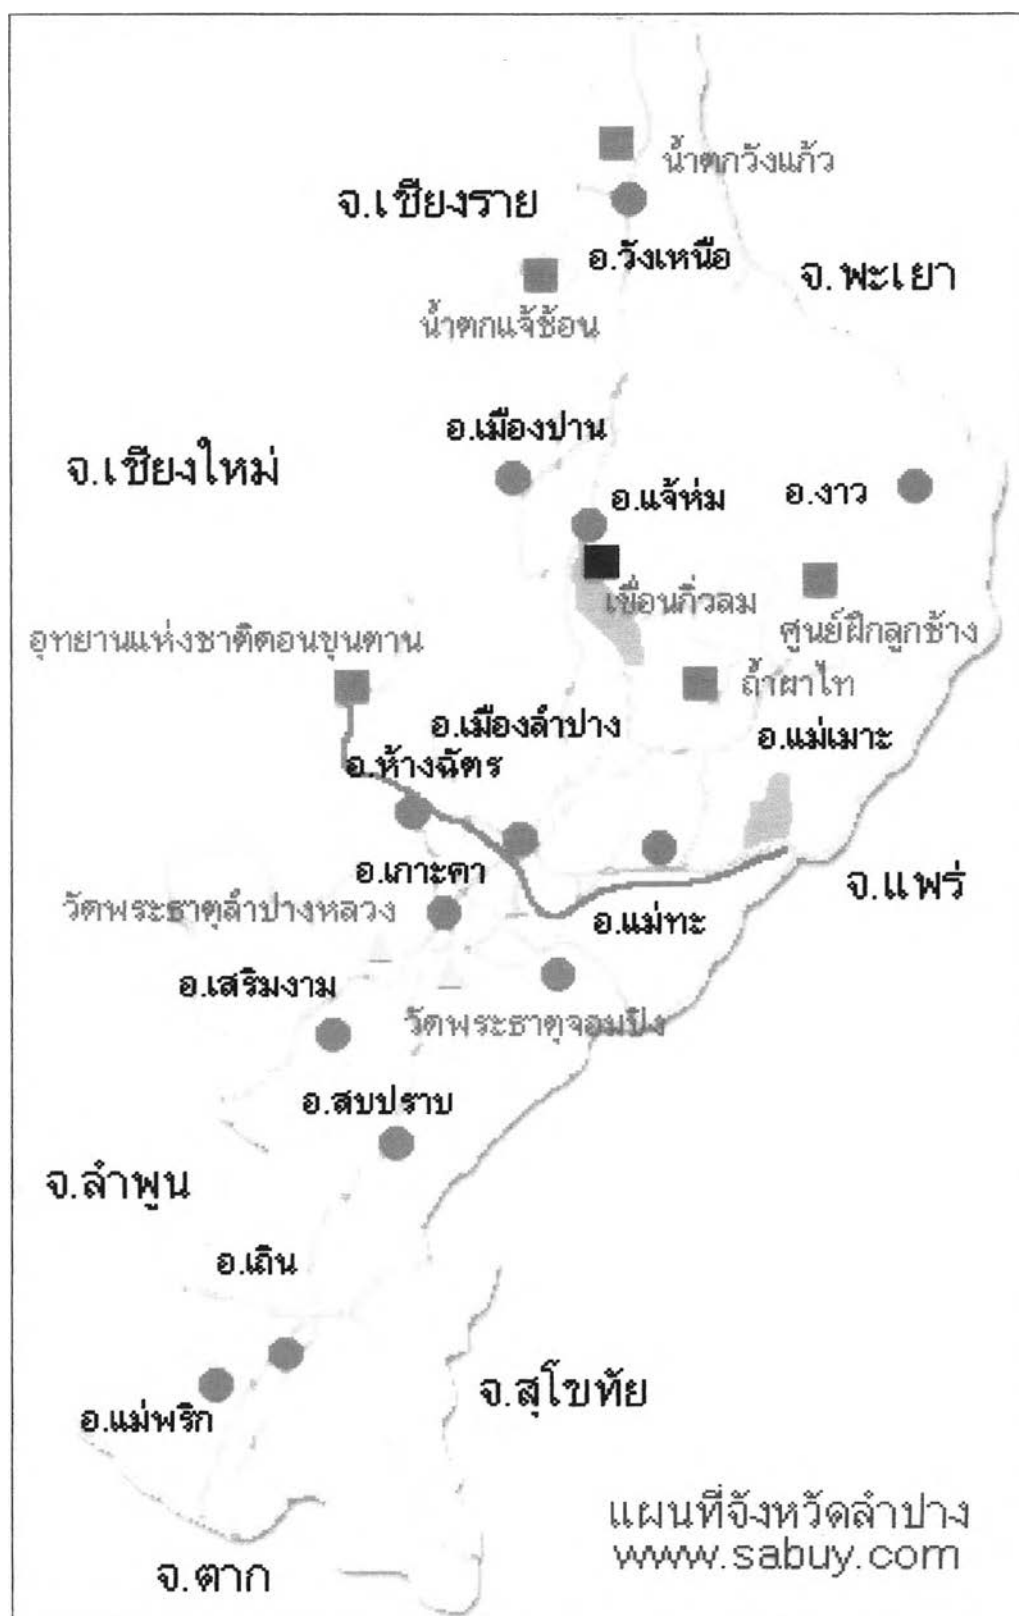 น้ำตกวังแก้ว
จ.เชียงราย
อ.วังเหนือ
จ.พะเยา
น้ำตกแจ้ซ้อน
อ.เมืองปาน
จ.เชียงใหม่
อ.แจ้ห่ม
อ.งาว
เขื่อนกิ่วลม
ศูนย์ฝึกลูกช้าง
อุทยานแห่งชาติดอนขุนตาน
ถ้ำผาไท
อ.เมืองลำปาง
อ.แม่เมาะ
อ.ห้างฉัตร
อ.เกาะคา
จ.แพร่
วัดพระธาตุลำปางหลวง
อ.แม่ทะ
อ.เสริมงาม
วัดพระธาตุจอมปิง
อ.สบปราบ
จ.ลำพูน
อ.เถิน
จ.สุโขทัย
อ.แม่พริก
แผนที่จังหวัดลำปาง
www.sabuy.com
จ.ตาก